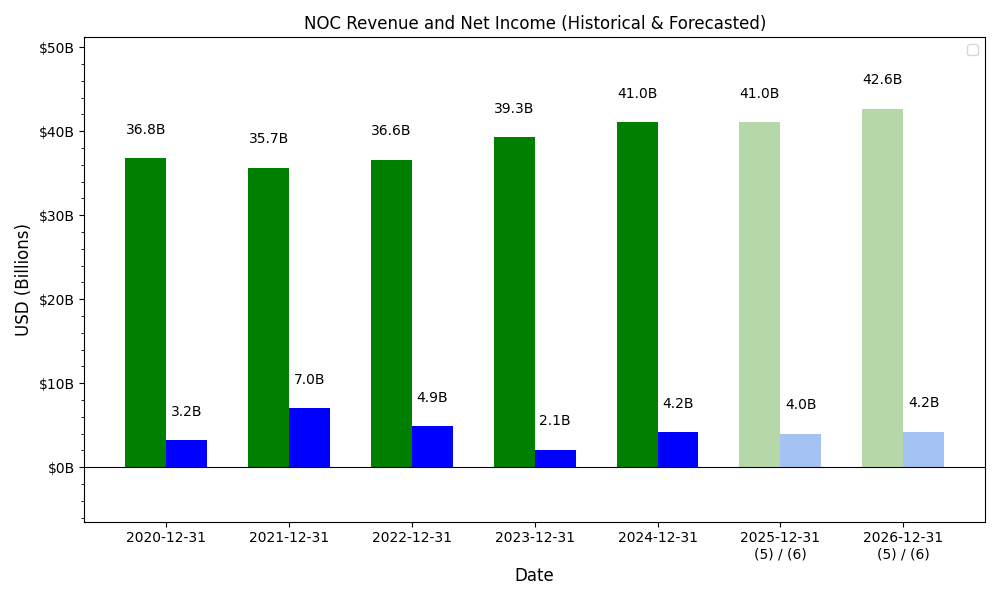 NOC Revenue and Net Income (Historical & Forecasted)
$50B
$40B
$30B
$20B
$10B
$0B
USD (Billions)
36.8B
3.2B
35.7B
7.0B
36.6B
4.9B
39.3B
2.1B
41.0B
4.2B
41.0B
4.0B
42.6B
4.2B
2020-12-31
2021-12-31
2022-12-31
2023-12-31
2024-12-31
2025-12-31
(5) / (6)
2026-12-31
(5) / (6)
Date